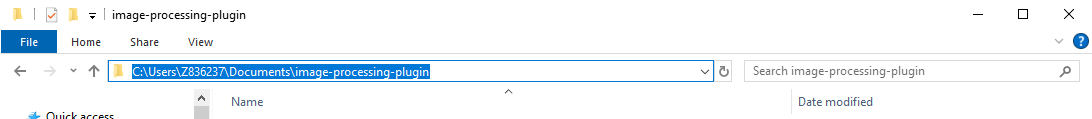 image-processing-plugin
File Home Share View
C:\Users\Z836237\Documents\image-processing-plugin Search image-processing-plugin
Quick access Name Date modified